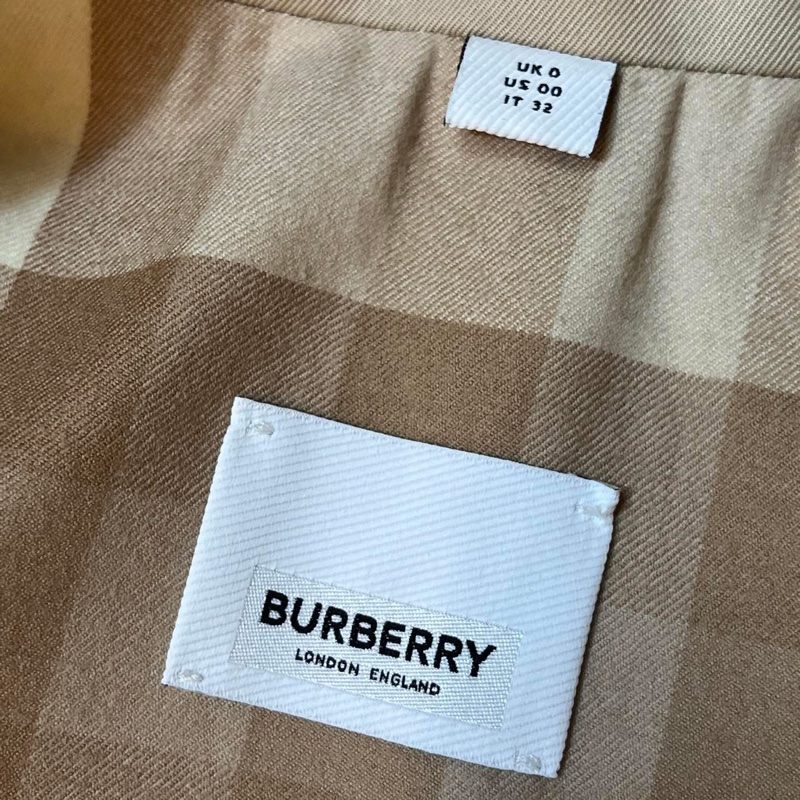 UK 0
US 00
IT 32
BURBERRY
LONDON ENGLAND